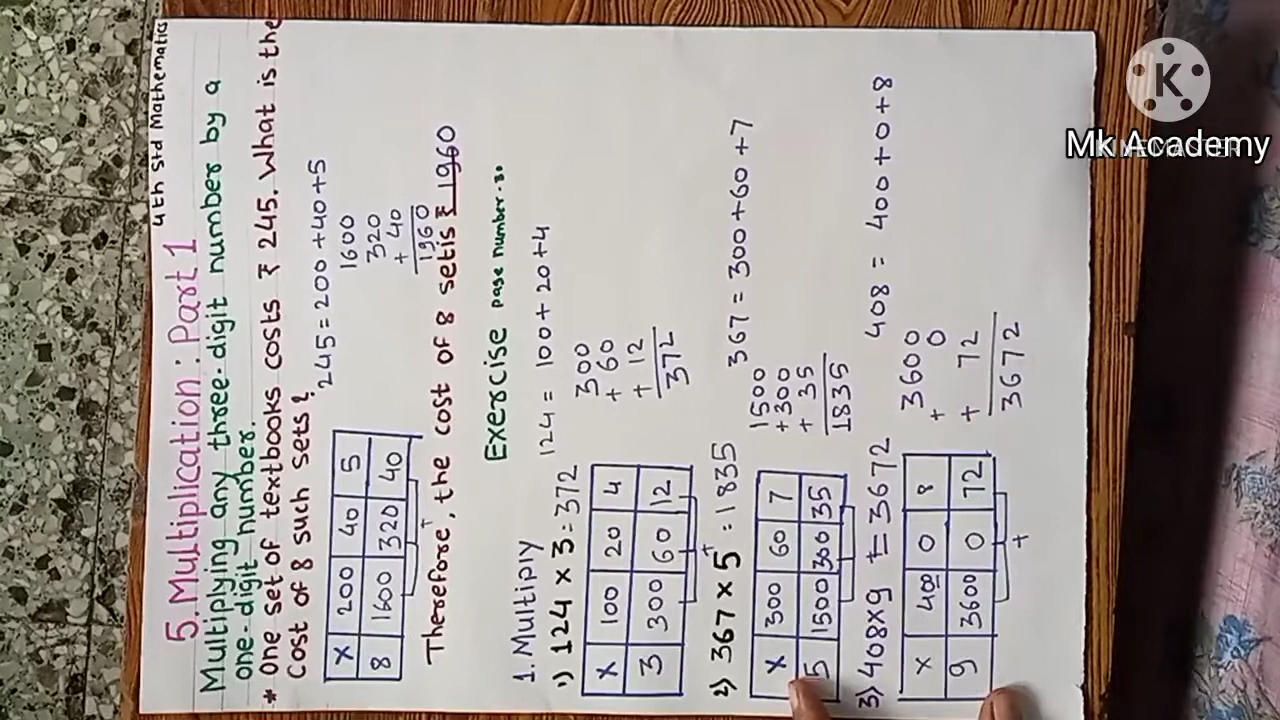 4th Std Mathematics
5. Multiplication : Part 1
Multiplying any three-digit number by a
one-digit number.
* One set of textbooks costs ₹ 245. What is the
cost of 8 such sets?
245 = 200 + 40 + 5
x 200 40 5
8 1600 320 40
+
1600
320
+ 40
1960
Therefore, the cost of 8 set is ₹ 1960
Exercise page number-30
1. Multiply
1) 124 x 3 = 372
124 = 100 + 20 + 4
x 100 20 4
3 300 60 12
+
300
+ 60
+ 12
372
2) 367 x 5 = 1835
367 = 300 + 60 + 7
x 300 60 7
5 1500 300 35
1500
+300
+ 35
1835
3) 408 x 9 = 3672
408 = 400 + 0 + 8
x 400 0 8
9 3600 0 72
+
3600
+ 0
+ 72
3672
K
Mk Academy
KINEMASTER